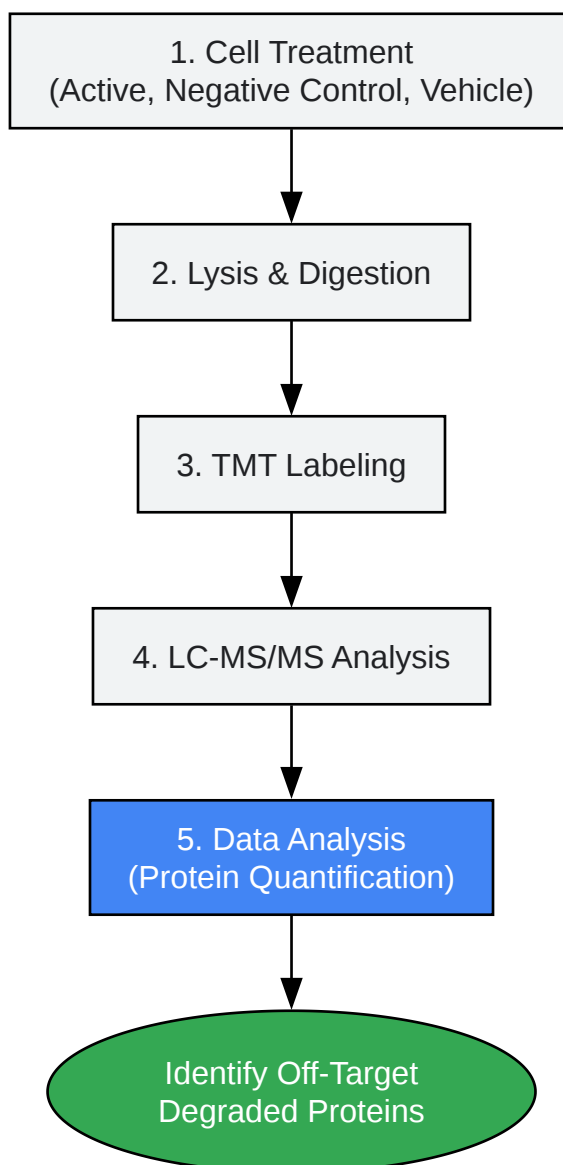 1. Cell Treatment
(Active, Negative Control, Vehicle)
2. Lysis & Digestion
3. TMT Labeling
4. LC-MS/MS Analysis
5. Data Analysis
(Protein Quantification)
Identify Off-Target
Degraded Proteins